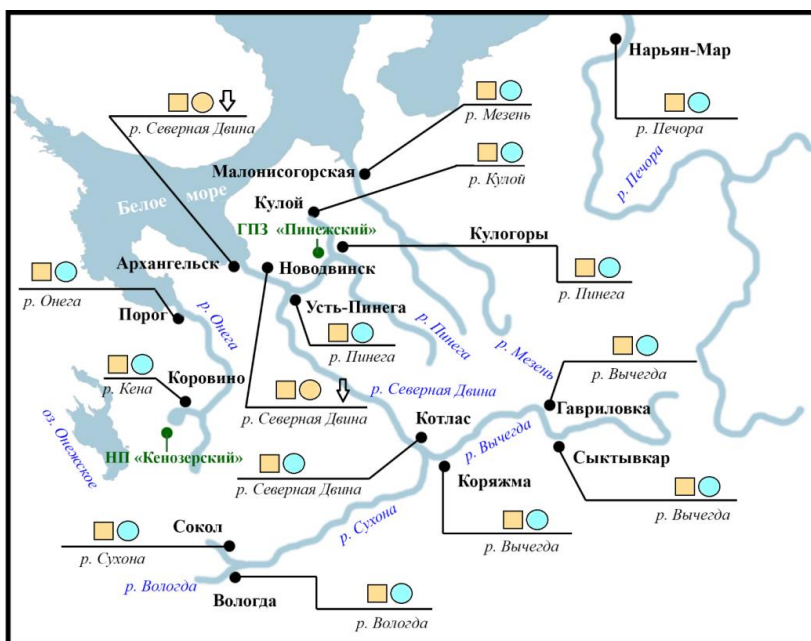 Нарьян-Мар
р. Печора
р. Северная Двина
р. Мезень
р. Печора
Малонисогорская
р. Кулой
Белое море
Кулой
ГПЗ «Пинежский»
Кулогоры
Архангельск
Новодвинск
р. Онега
р. Пинега
Усть-Пинега
Порог
р. Онега
р. Пинега
р. Мезень
р. Пинега
р. Кена
Коровино
р. Северная Двина
р. Вычегда
Гавриловка
р. Северная Двина
оз. Онежское
Котлас
р. Вычегда
НП «Кенозерский»
Сыктывкар
р. Северная Двина
Коряжма
р. Вычегда
Сокол
р. Сухона
р. Вычегда
р. Сухона
р. Вологда
Вологда
р. Вологда